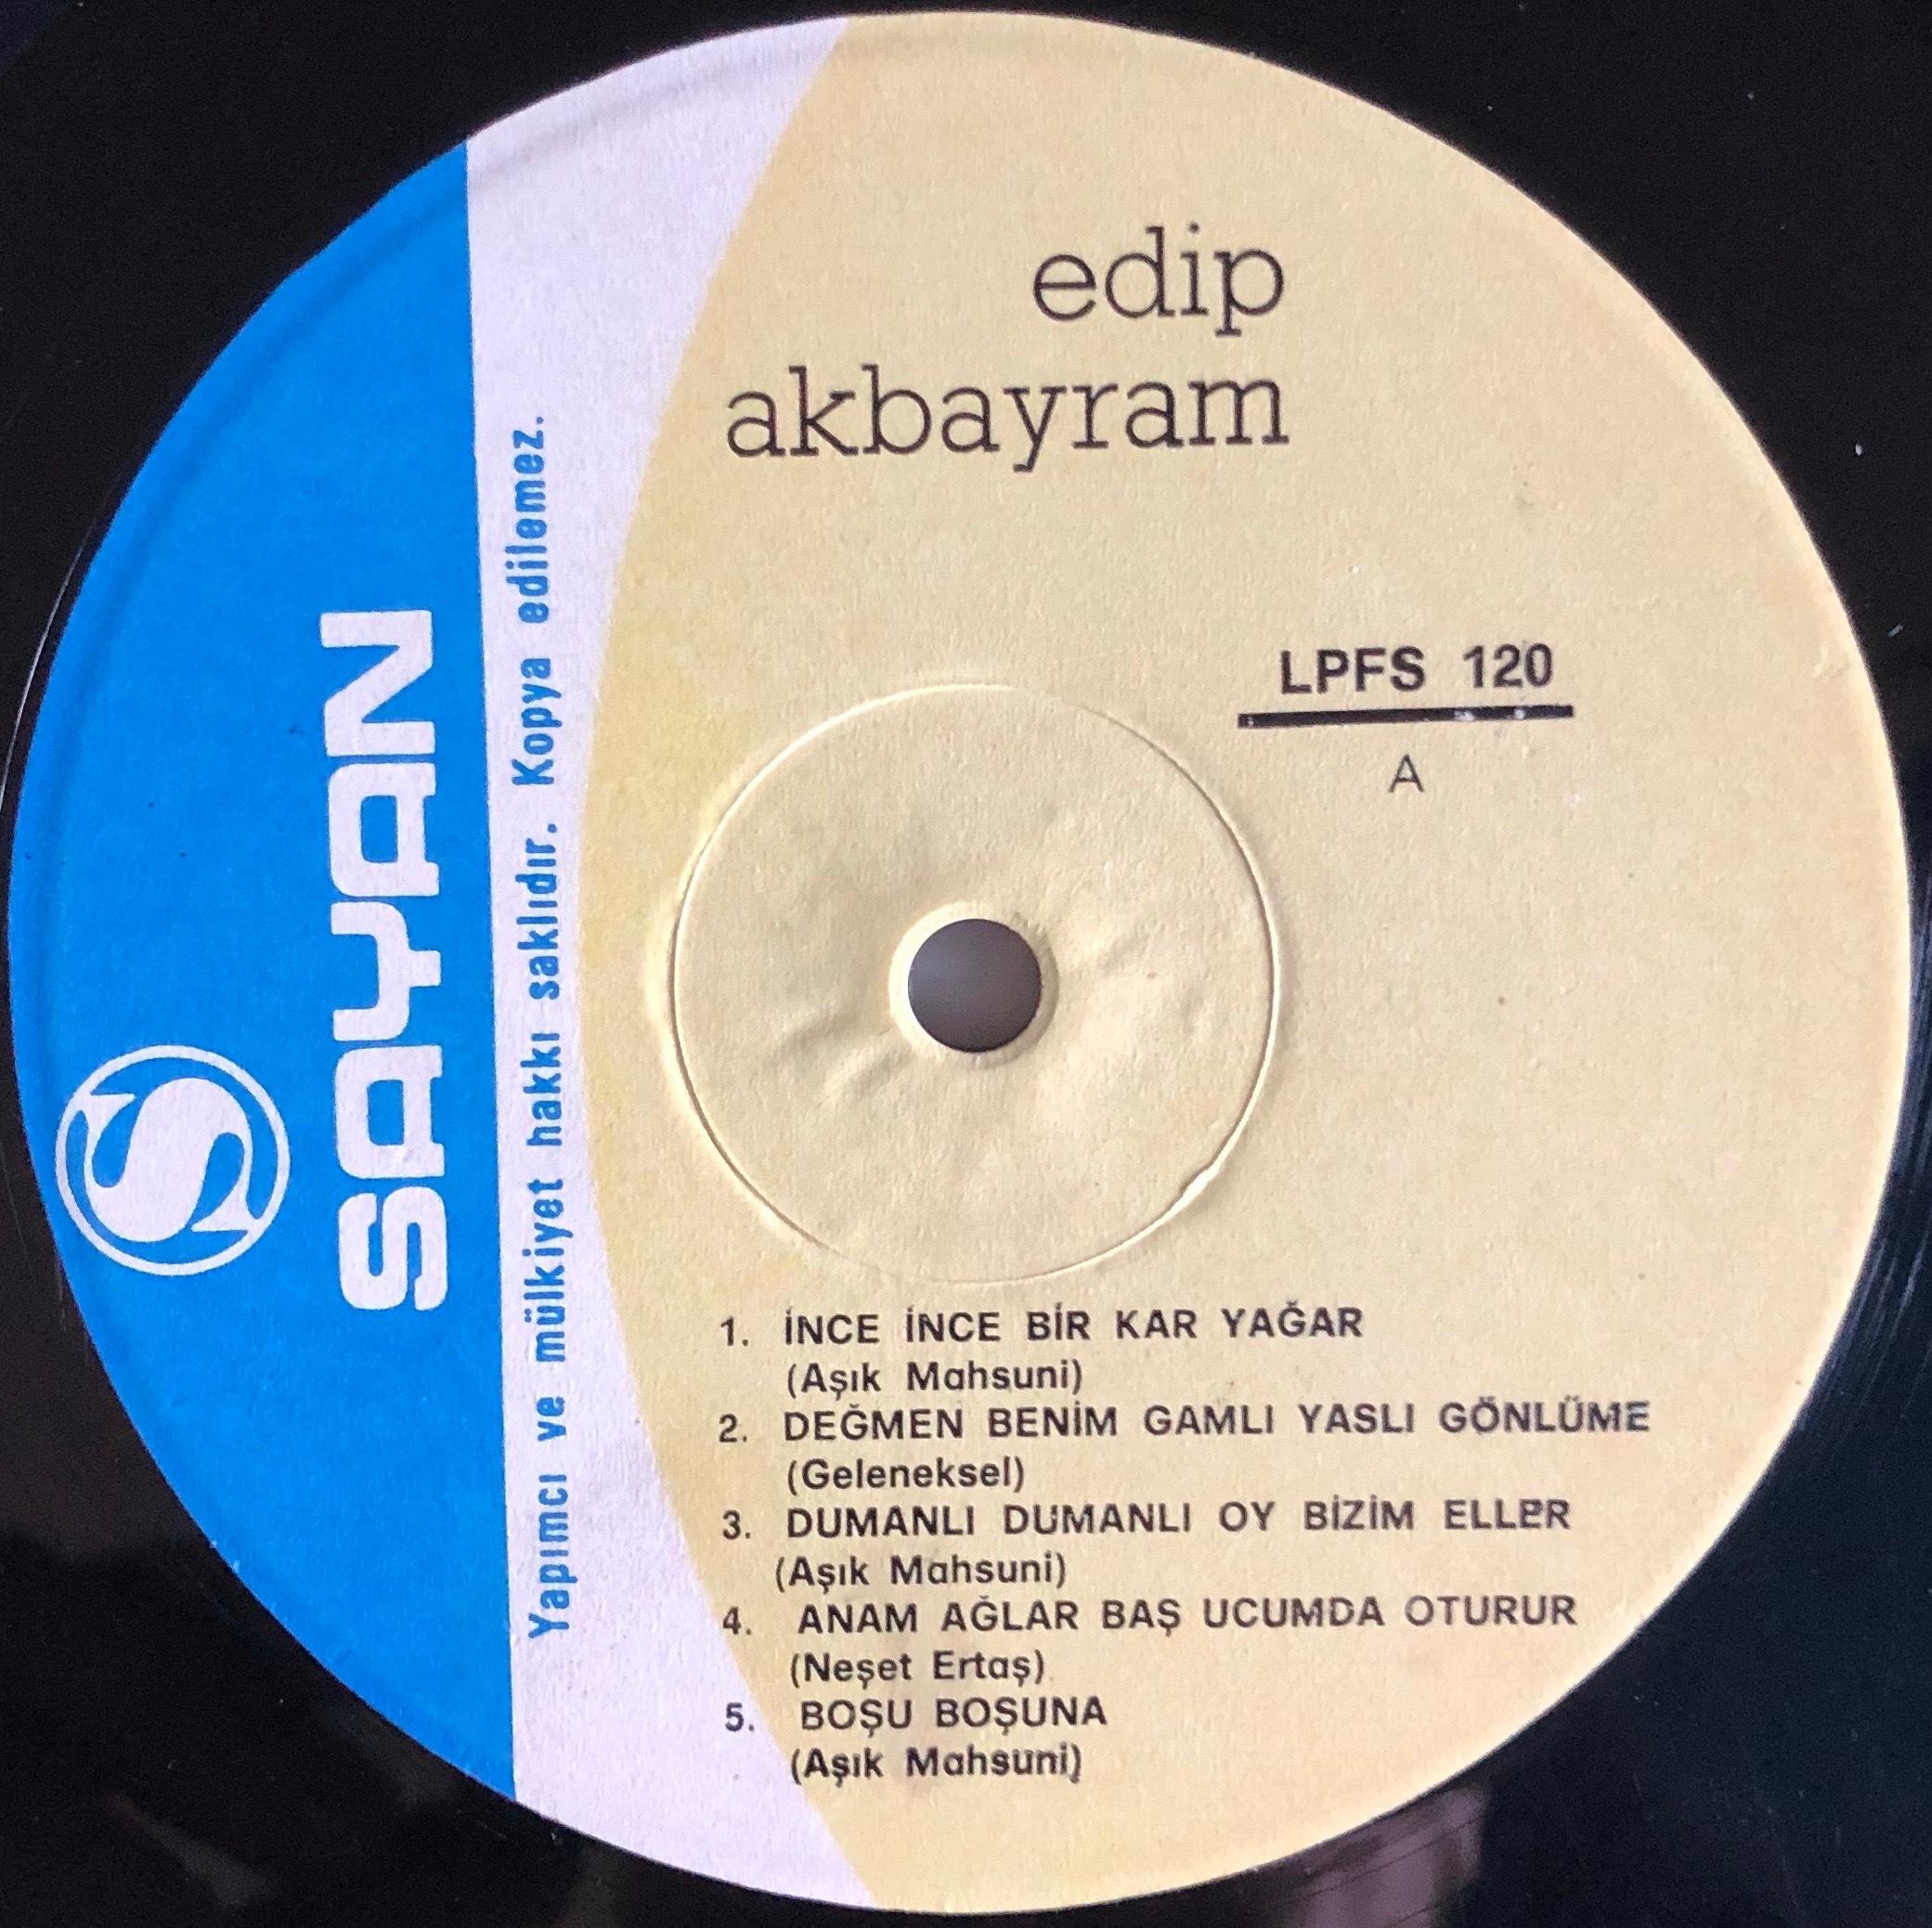 edip
akbayram
LPFS 120
A
S
SAYAN
Yapımcı ve mülkiyet hakkı saklıdır. Kopya edilemez.
1. İNCE İNCE BİR KAR YAĞAR
(Aşık Mahsuni)
2. DEĞMEN BENİM GAMLI YASLI GÖNLÜME
(Geleneksel)
3. DUMANLI DUMANLI OY BİZİM ELLER
(Aşık Mahsuni)
4. ANAM AĞLAR BAŞ UCUMDA OTURUR
(Neşet Ertaş)
5. BOŞU BOŞUNA
(Aşık Mahsuni)